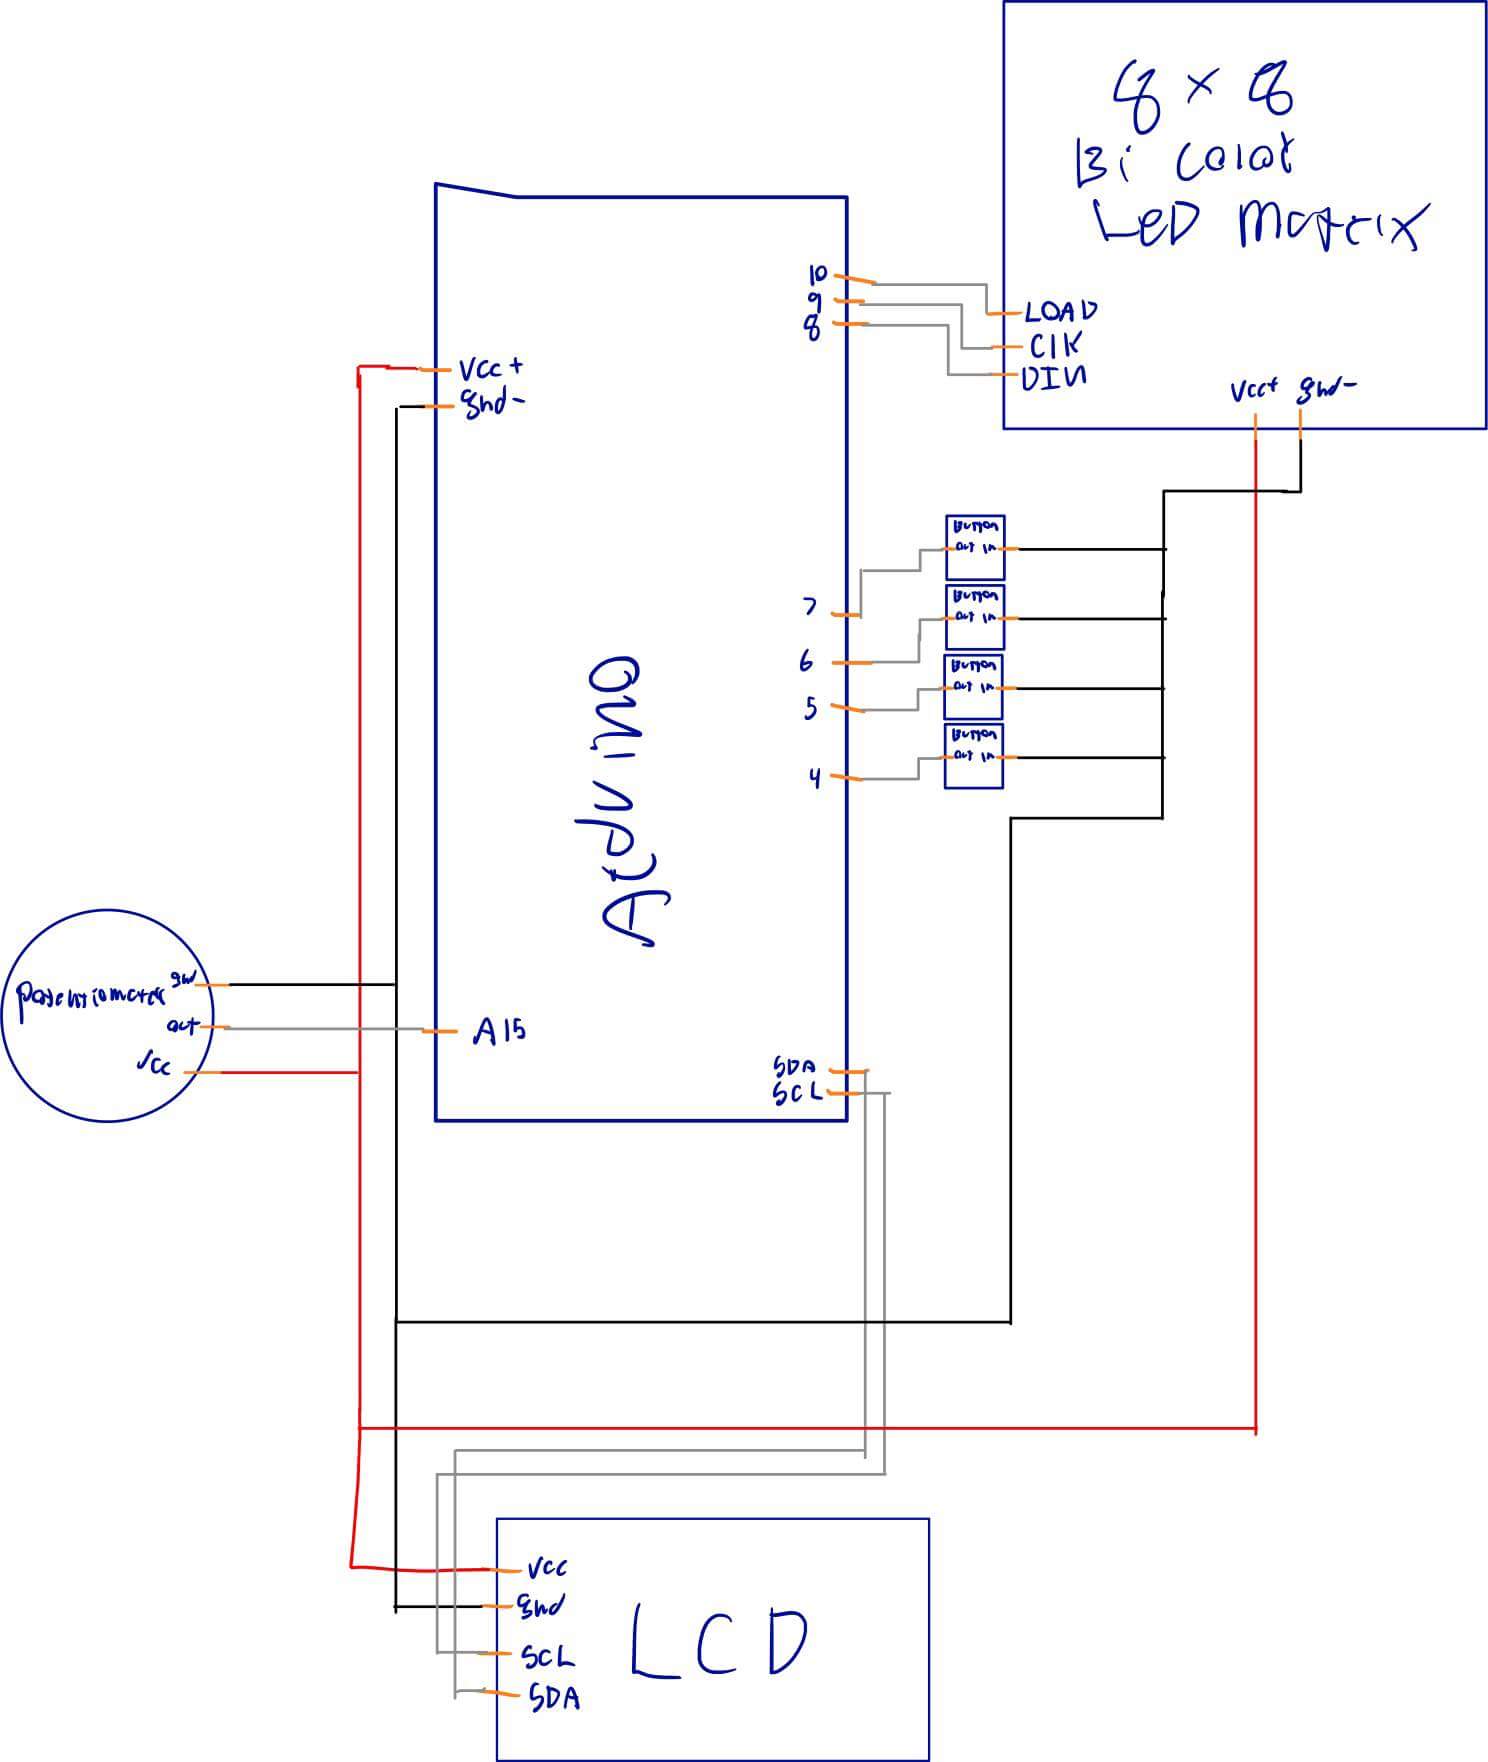 8 x 8
Bi Color
LED Matrix
LOAD
ClK
DIN
Vcc+ gnd-
10
9
8
Vcc+
gnd-
Button
Out In
Button
Out In
Button
Out In
Button
Out In
7
6
5
4
Arduino
Potentiometer
gnd
out
Vcc
A15
SDA
SCL
Vcc
gnd
SCL
SDA
LCD